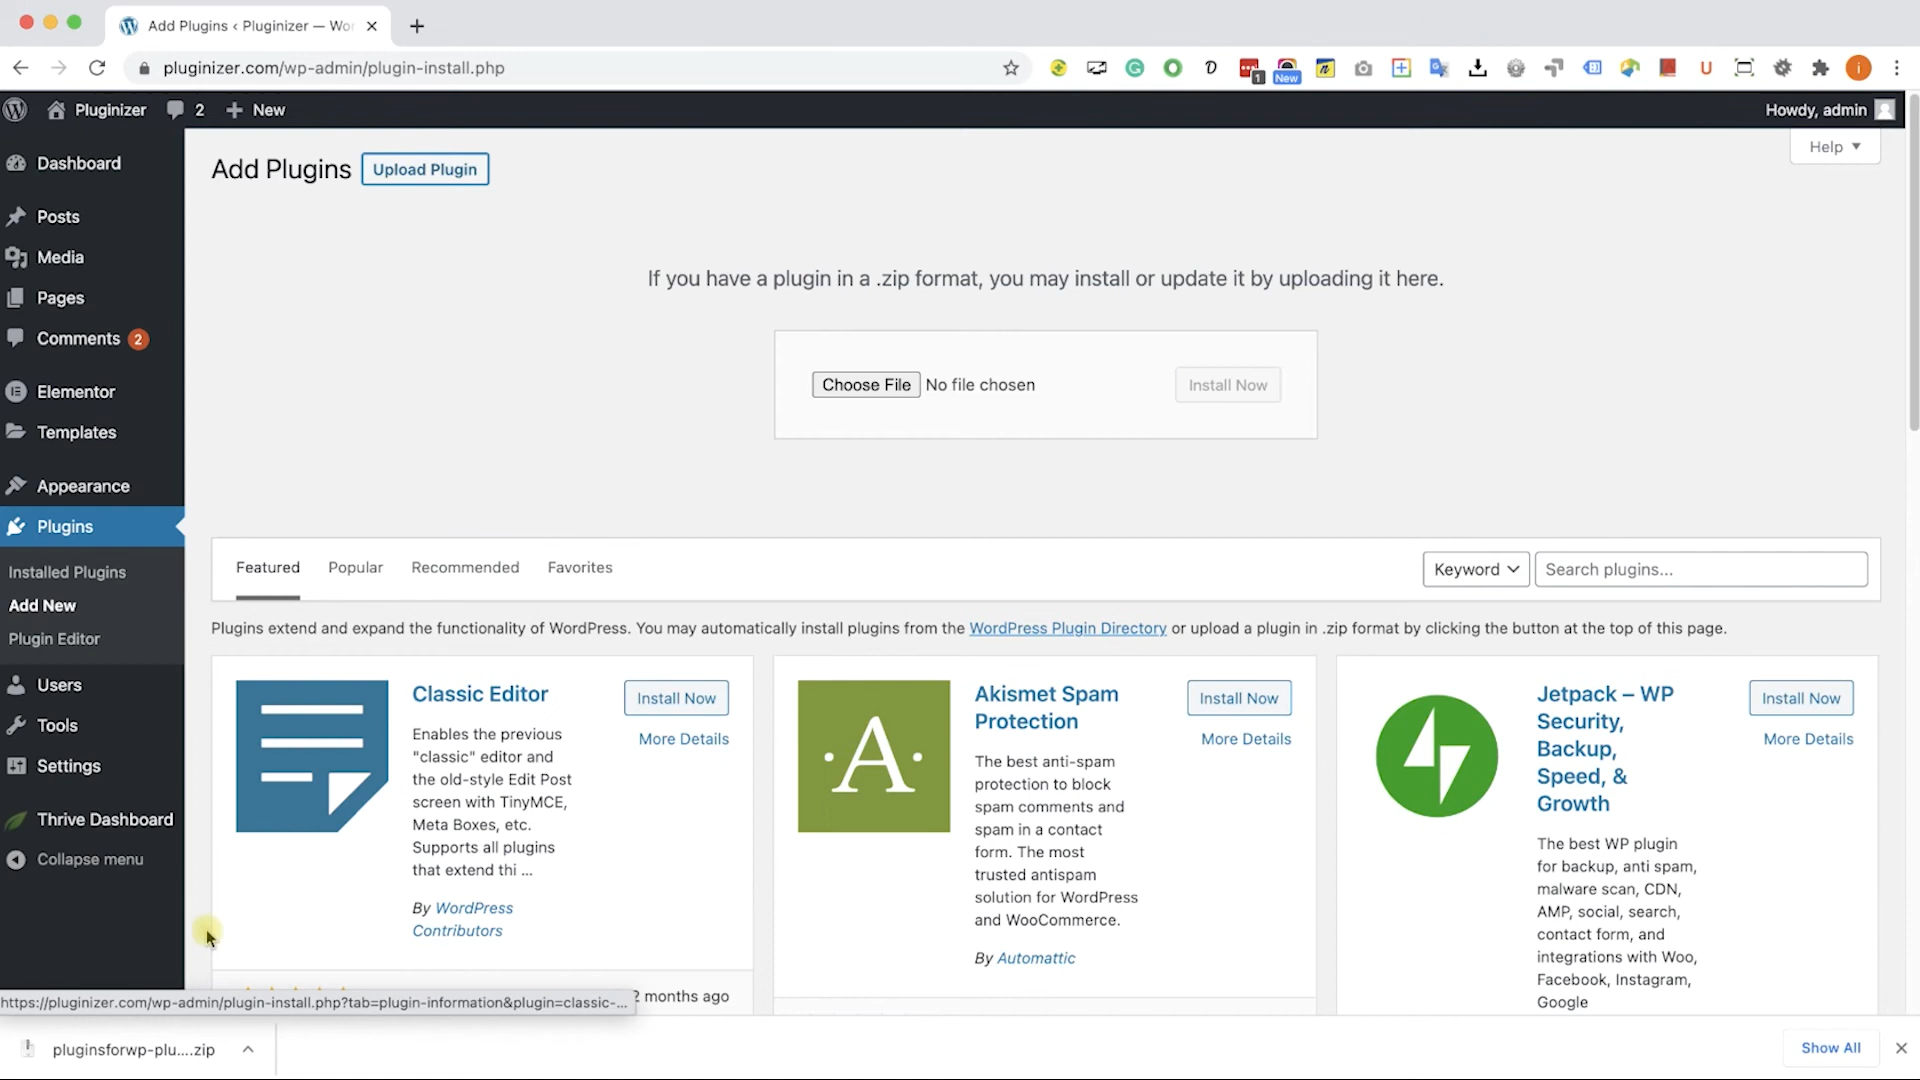 Add Plugins ‹ Pluginizer — Wor
pluginizer.com/wp-admin/plugin-install.php
1
New
Pluginizer
2
New
Howdy, admin
Dashboard
Posts
Media
Pages
Comments 2
Elementor
Templates
Appearance
Plugins
Installed Plugins
Add New
Plugin Editor
Users
Tools
Settings
Thrive Dashboard
Collapse menu
Add Plugins
Upload Plugin
Help
If you have a plugin in a .zip format, you may install or update it by uploading it here.
Choose File No file chosen
Install Now
Featured Popular Recommended Favorites
Keyword
Search plugins...
Plugins extend and expand the functionality of WordPress. You may automatically install plugins from the WordPress Plugin Directory or upload a plugin in .zip format by clicking the button at the top of this page.
Classic Editor
Install Now
More Details
Enables the previous
"classic" editor and
the old-style Edit Post
screen with TinyMCE,
Meta Boxes, etc.
Supports all plugins
that extend thi ...
By WordPress
Contributors
2 months ago
A
Akismet Spam
Protection
Install Now
More Details
The best anti-spam
protection to block
spam comments and
spam in a contact
form. The most
trusted antispam
solution for WordPress
and WooCommerce.
By Automattic
Jetpack – WP
Security,
Backup,
Speed, &
Growth
Install Now
More Details
The best WP plugin
for backup, anti spam,
malware scan, CDN,
AMP, social, search,
contact form, and
integrations with Woo,
Facebook, Instagram,
Google
https://pluginizer.com/wp-admin/plugin-install.php?tab=plugin-information&plugin=classic-...
pluginsforwp-plu....zip
Show All